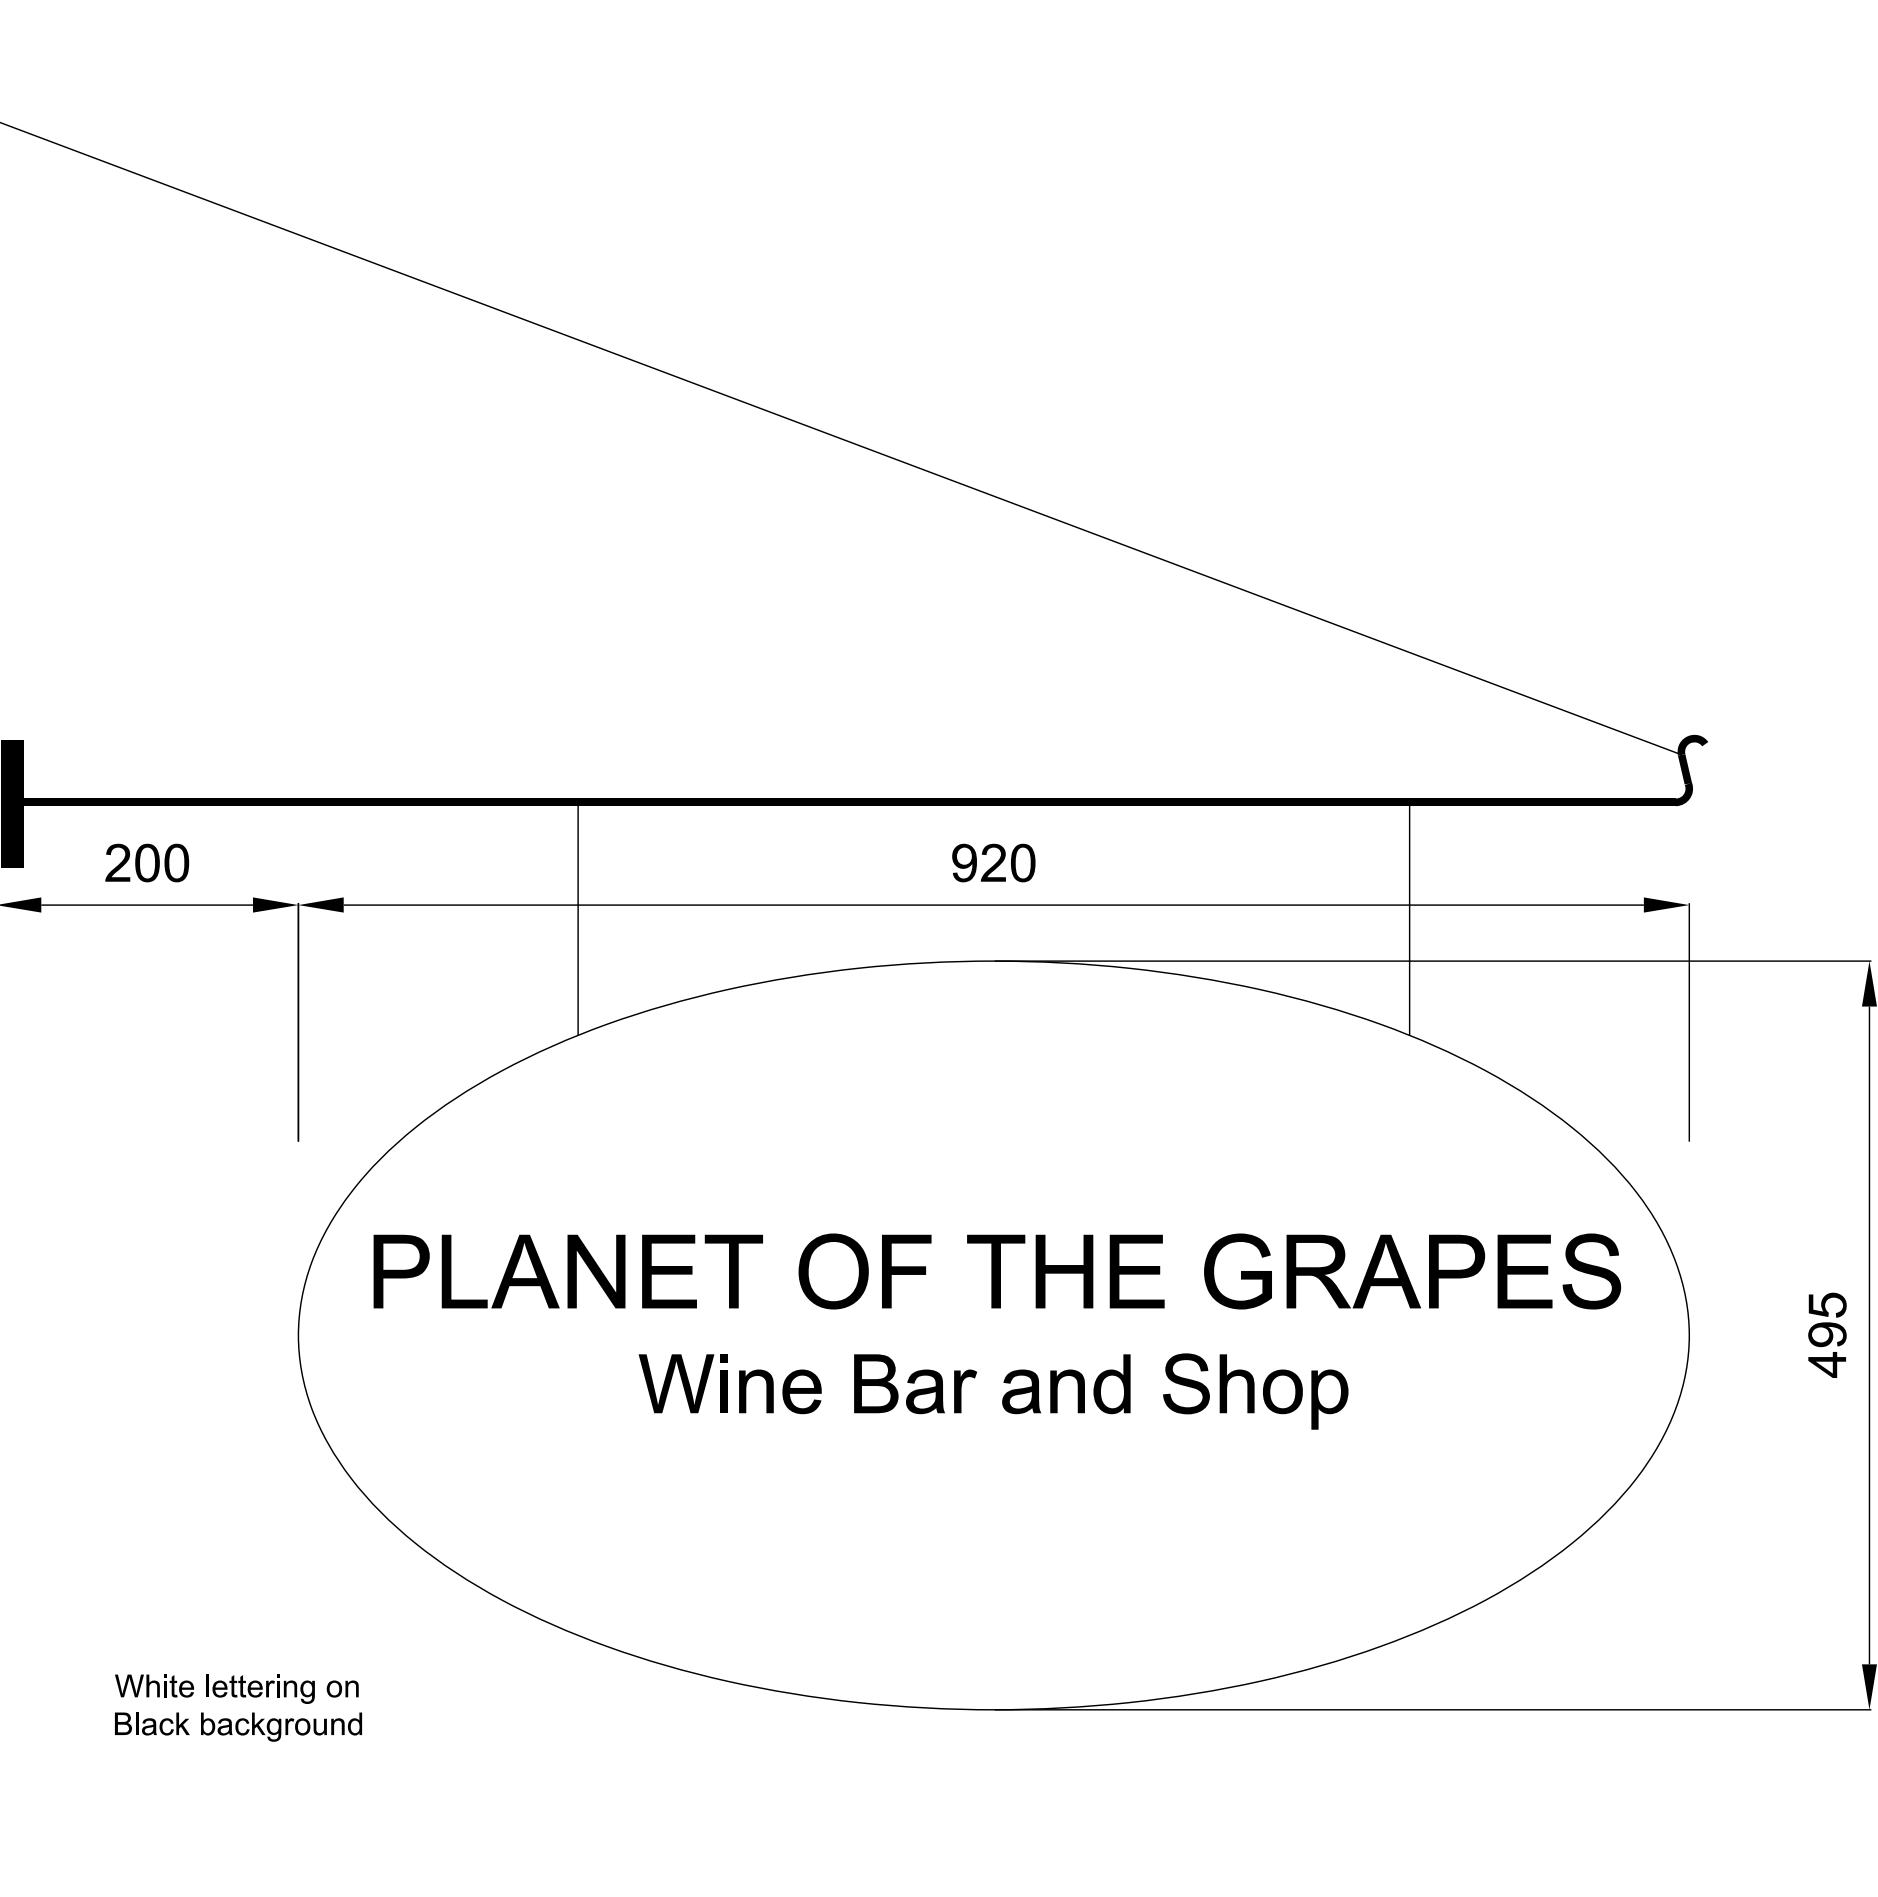 200
920
PLANET OF THE GRAPES
Wine Bar and Shop
495
White lettering on
Black background